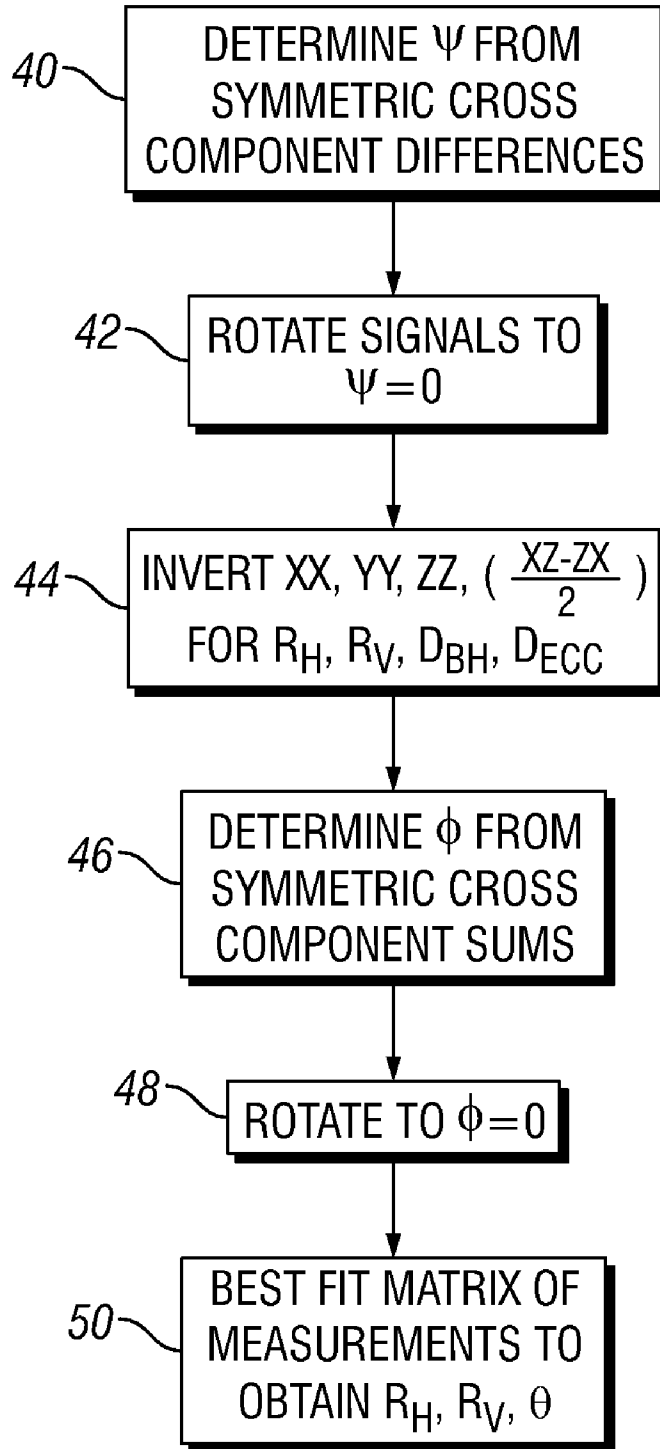 40
DETERMINE Ψ FROM
SYMMETRIC CROSS
COMPONENT DIFFERENCES
42
ROTATE SIGNALS TO
Ψ=0
44
INVERT XX, YY, ZZ, ( XZ-ZX / 2 )
FOR R_H, R_V, D_BH, D_ECC
46
DETERMINE ϕ FROM
SYMMETRIC CROSS
COMPONENT SUMS
48
ROTATE TO ϕ=0
50
BEST FIT MATRIX OF
MEASUREMENTS TO
OBTAIN R_H, R_V, θ